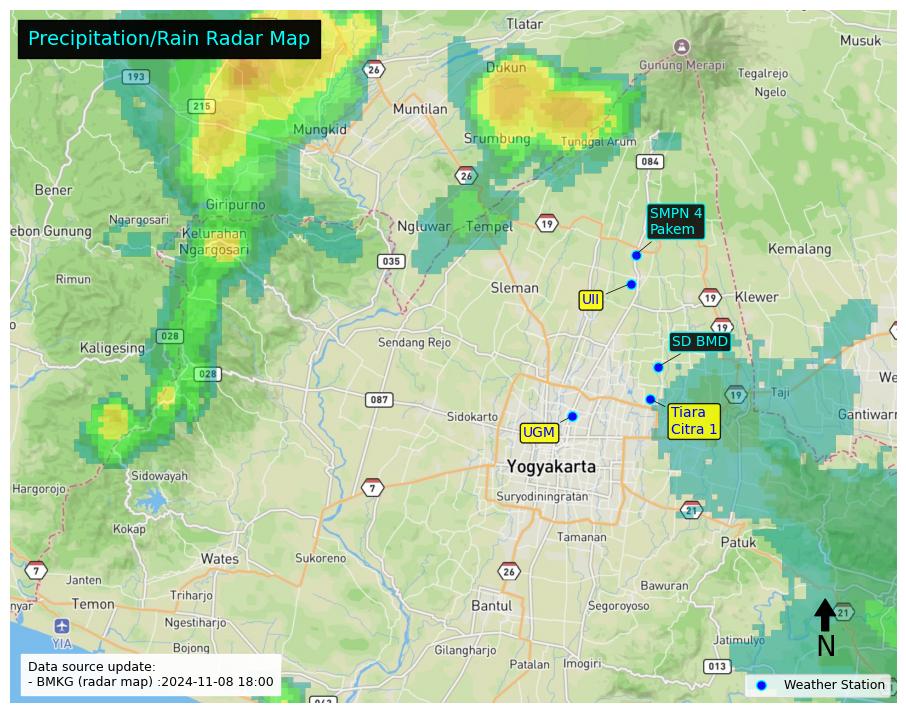 Precipitation/Rain Radar Map
Tlatar
Musuk
Gunung Merapi
Tegalrejo
Ngelo
26
193
Dukun
215
Muntilan
Mungkid
Srumbung
Tunggal Arum
084
26
Bener
Giripurno
Ngargosari
ebon Gunung
Kelurahan
Ngargosari
Ngluwar
Tempel
19
SMPN 4
Pakem
Kemalang
035
Rimun
Sleman
UII
19
Klewer
19
028
Kaligesing
Sendang Rejo
SD BMD
028
We
087
19
Taji
Sidokarto
Tiara
Citra 1
Gantiwarn
UGM
Yogyakarta
Sidowayah
Hargorojo
7
Suryodiningratan
21
Kokap
Tamanan
Patuk
Wates
Sukoreno
7
Janten
26
Bawuran
nyar
Temon
Triharjo
Bantul
Segoroyoso
21
Ngestiharjo
YIA
Bojong
Gilangharjo
Jatimulyo
N
Data source update:
- BMKG (radar map) :2024-11-08 18:00
Patalan
Imogiri
013
Weather Station